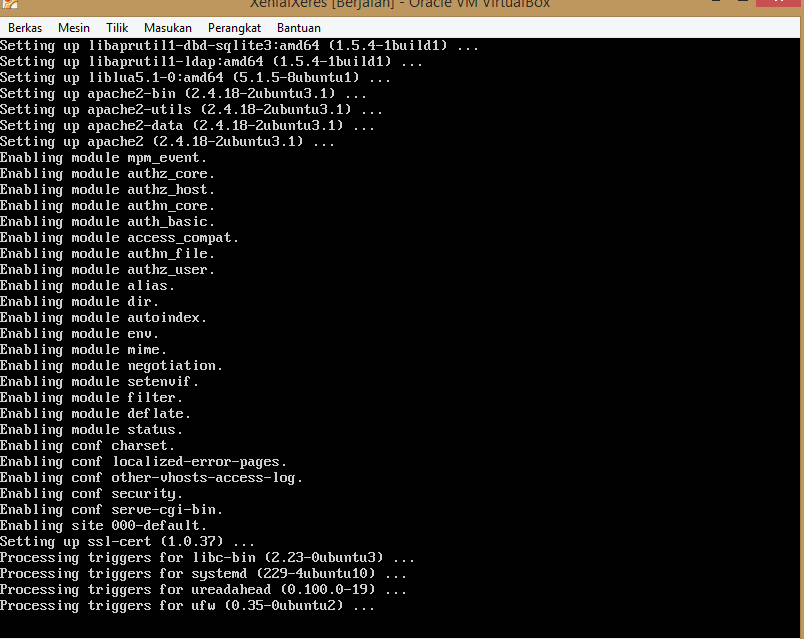 XenialXeres [Berjalan] - Oracle VM VirtualBox
Berkas Mesin Tilik Masukan Perangkat Bantuan
Setting up libaprutil1-dbd-sqlite3:amd64 (1.5.4-1build1) ...
Setting up libaprutil1-ldap:amd64 (1.5.4-1build1) ...
Setting up liblua5.1-0:amd64 (5.1.5-8ubuntu1) ...
Setting up apache2-bin (2.4.18-2ubuntu3.1) ...
Setting up apache2-utils (2.4.18-2ubuntu3.1) ...
Setting up apache2-data (2.4.18-2ubuntu3.1) ...
Setting up apache2 (2.4.18-2ubuntu3.1) ...
Enabling module mpm_event.
Enabling module authz_core.
Enabling module authz_host.
Enabling module authn_core.
Enabling module auth_basic.
Enabling module access_compat.
Enabling module authn_file.
Enabling module authz_user.
Enabling module alias.
Enabling module dir.
Enabling module autoindex.
Enabling module env.
Enabling module mime.
Enabling module negotiation.
Enabling module setenvif.
Enabling module filter.
Enabling module deflate.
Enabling module status.
Enabling conf charset.
Enabling conf localized-error-pages.
Enabling conf other-vhosts-access-log.
Enabling conf security.
Enabling conf serve-cgi-bin.
Enabling site 000-default.
Setting up ssl-cert (1.0.37) ...
Processing triggers for libc-bin (2.23-0ubuntu3) ...
Processing triggers for systemd (229-4ubuntu10) ...
Processing triggers for ureadahead (0.100.0-19) ...
Processing triggers for ufw (0.35-0ubuntu2) ...